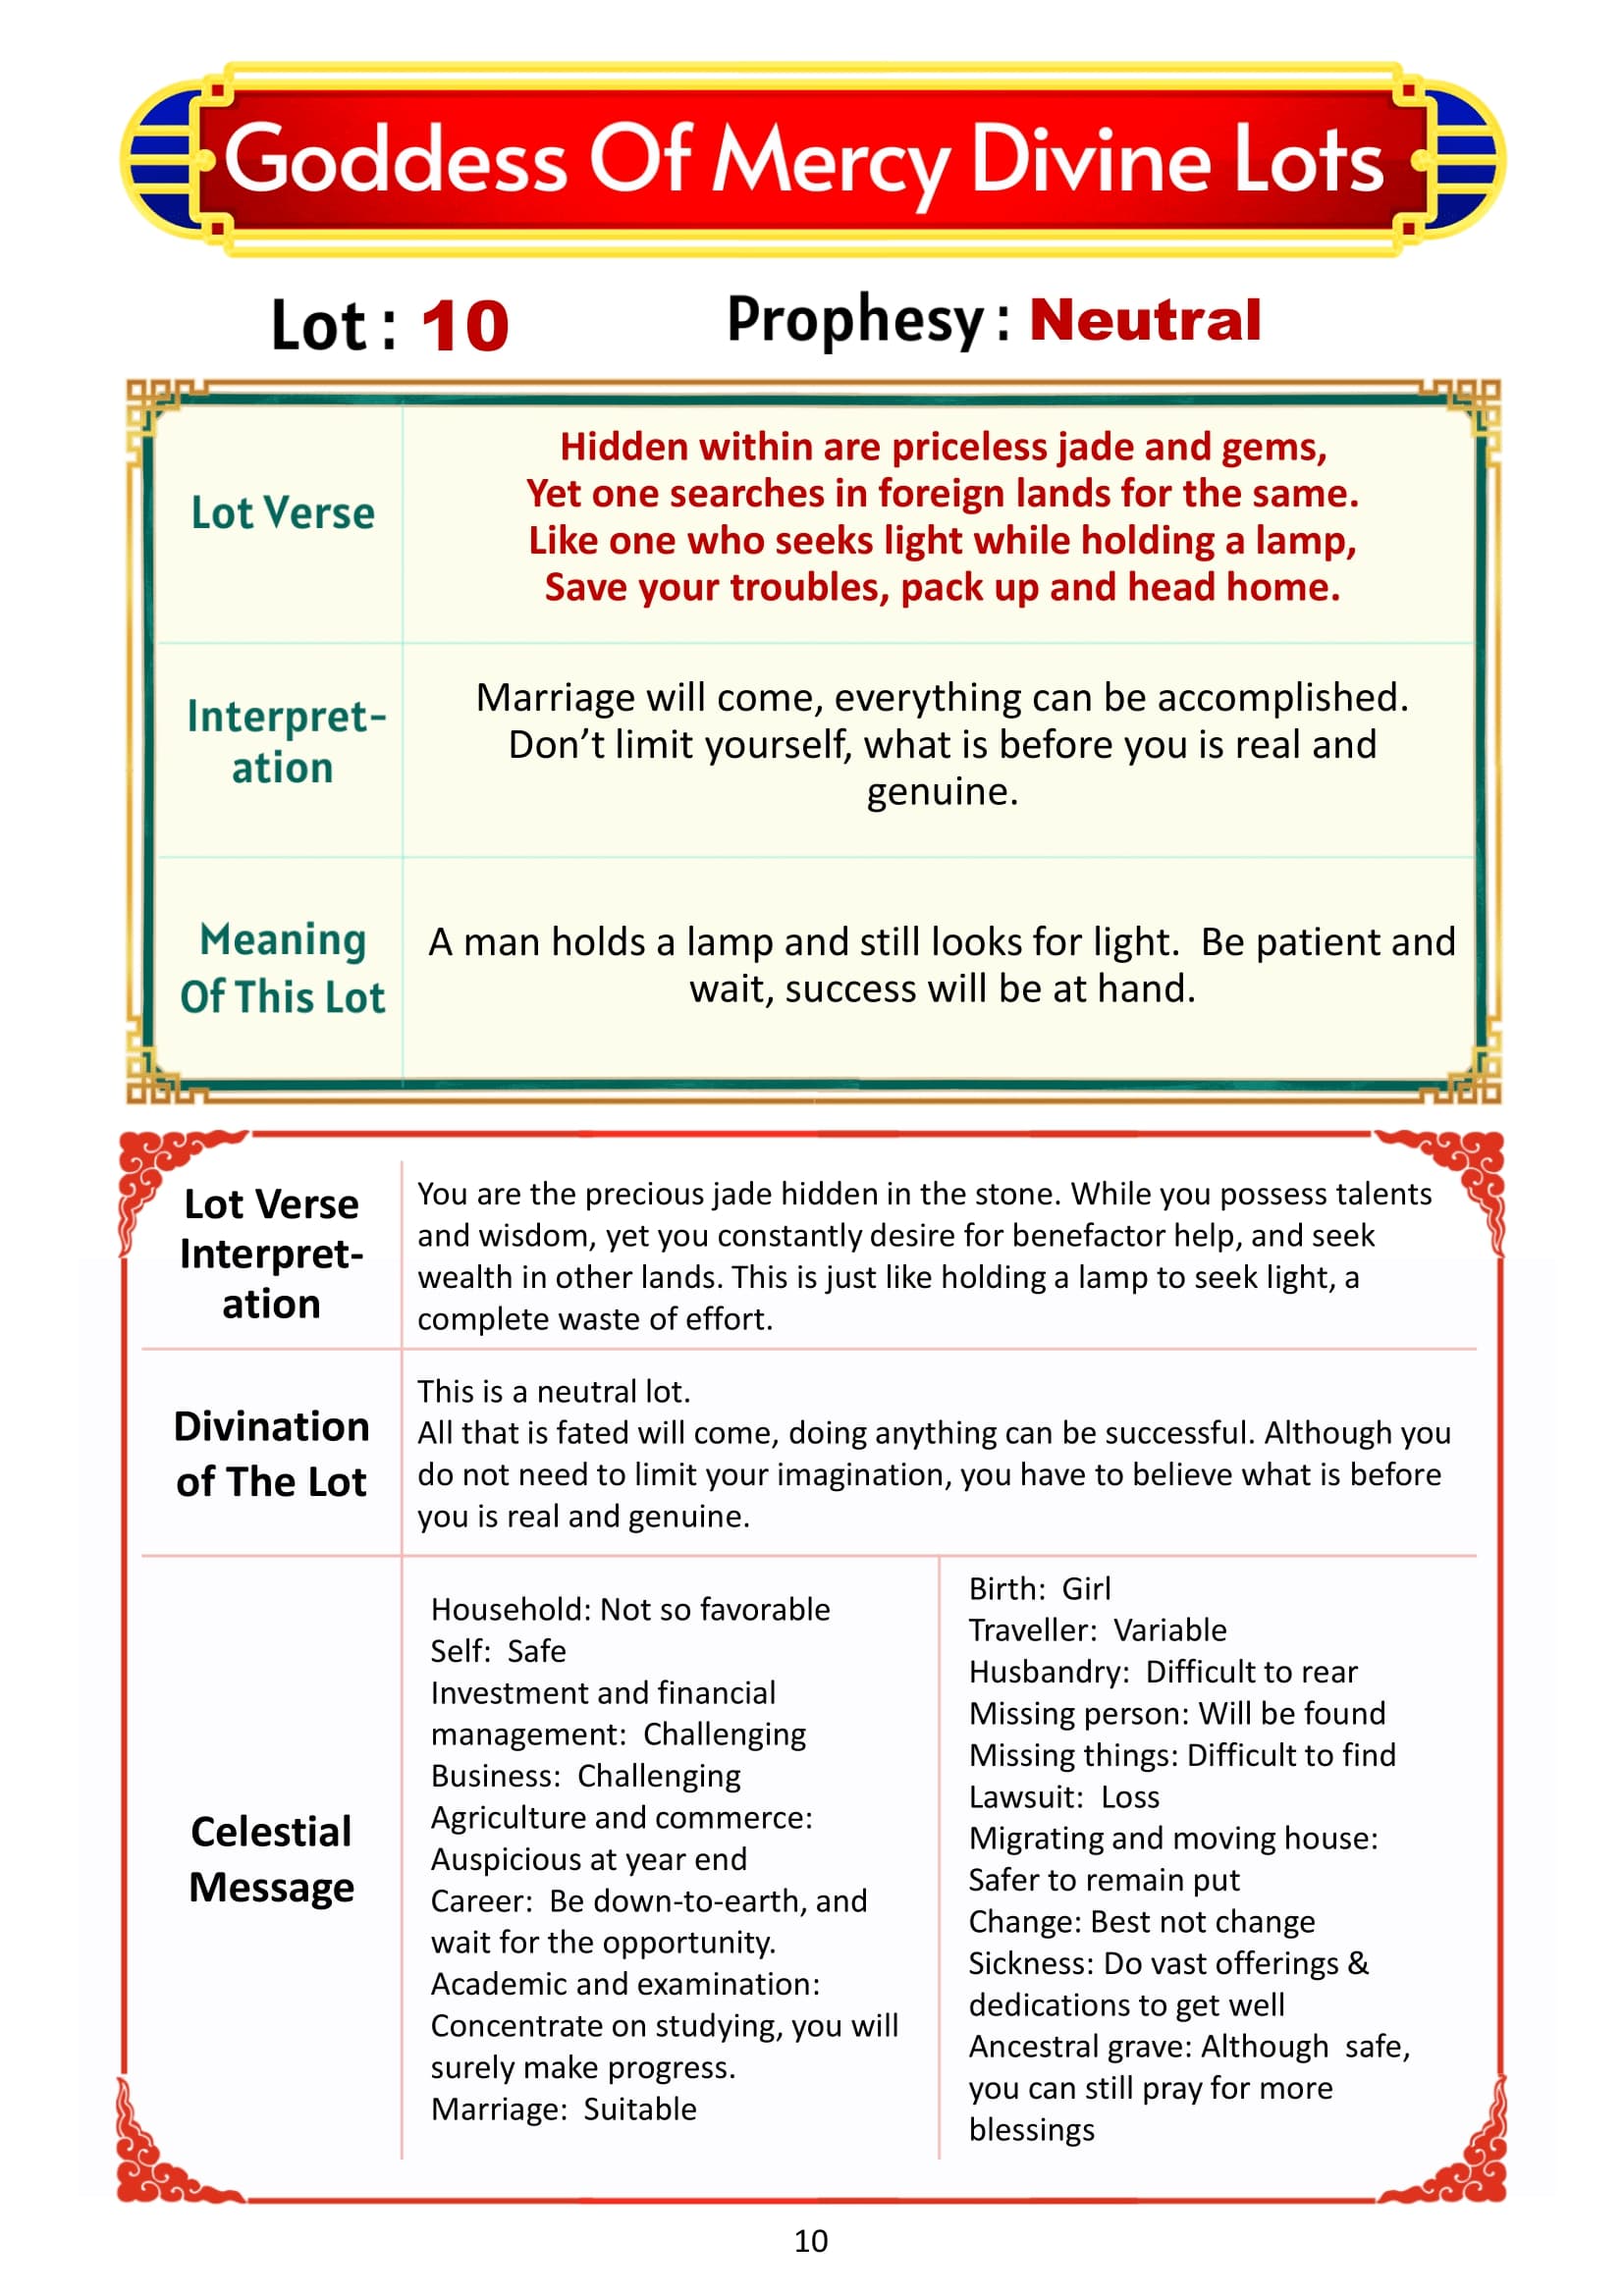 Goddess Of Mercy Divine Lots
Lot : 10
Prophesy : Neutral
Lot Verse
Hidden within are priceless jade and gems,
Yet one searches in foreign lands for the same.
Like one who seeks light while holding a lamp,
Save your troubles, pack up and head home.
Interpret-
ation
Marriage will come, everything can be accomplished.
Don’t limit yourself, what is before you is real and
genuine.
Meaning
Of This Lot
A man holds a lamp and still looks for light.  Be patient and
wait, success will be at hand.
Lot Verse
Interpret-
ation
You are the precious jade hidden in the stone. While you possess talents
and wisdom, yet you constantly desire for benefactor help, and seek
wealth in other lands. This is just like holding a lamp to seek light, a
complete waste of effort.
Divination
of The Lot
This is a neutral lot.
All that is fated will come, doing anything can be successful. Although you
do not need to limit your imagination, you have to believe what is before
you is real and genuine.
Celestial
Message
Household: Not so favorable
Self:  Safe
Investment and financial
management:  Challenging
Business:  Challenging
Agriculture and commerce:
Auspicious at year end
Career:  Be down-to-earth, and
wait for the opportunity.
Academic and examination:
Concentrate on studying, you will
surely make progress.
Marriage:  Suitable
Birth:  Girl
Traveller:  Variable
Husbandry:  Difficult to rear
Missing person: Will be found
Missing things: Difficult to find
Lawsuit:  Loss
Migrating and moving house:
Safer to remain put
Change: Best not change
Sickness: Do vast offerings &
dedications to get well
Ancestral grave: Although  safe,
you can still pray for more
blessings
10